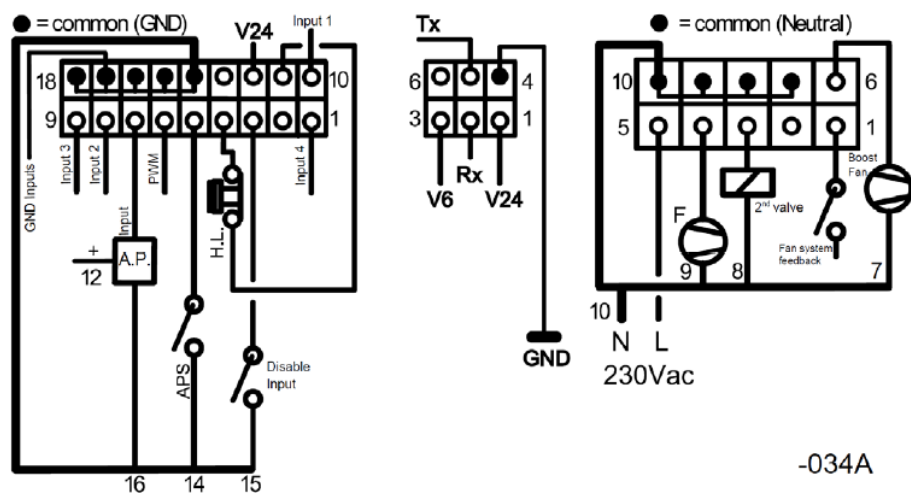 ● = common (GND)
V24
Input 1
18
10
9
1
GND Inputs
Input 3
Input 2
Input
PWM
H.L.
Input 4
+
12
A.P.
APS
Disable
Input
16
14
15
Tx
6
4
3
1
V6
Rx
V24
GND
● = common (Neutral)
10
6
5
1
Boost
Fan
F
2nd valve
Fan system
feedback
9
8
7
10
N
L
230Vac
-034A